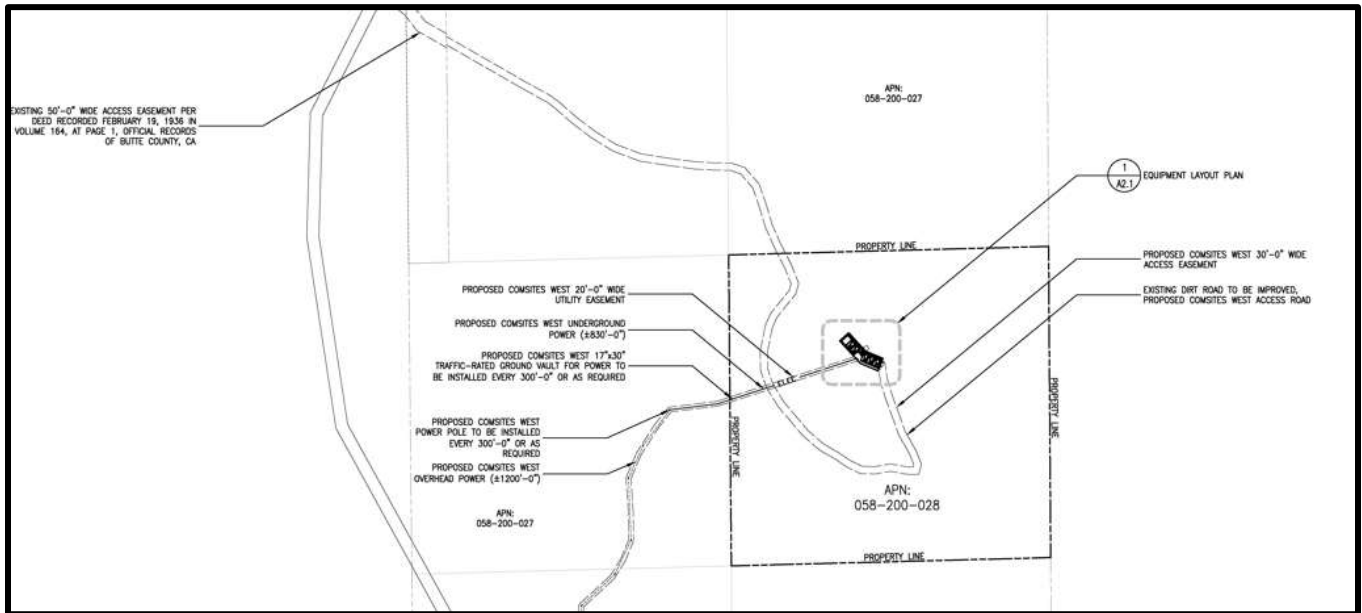 EXISTING 50'-0" WIDE ACCESS EASEMENT PER
DEED RECORDED FEBRUARY 19, 1936 IN
VOLUME 164, AT PAGE 1, OFFICIAL RECORDS
OF BUTTE COUNTY, CA
APN:
058-200-027
1
A2.1
EQUIPMENT LAYOUT PLAN
PROPERTY LINE
PROPOSED COMSITES WEST 30'-0" WIDE
ACCESS EASEMENT
EXISTING DIRT ROAD TO BE IMPROVED,
PROPOSED COMSITES WEST ACCESS ROAD
PROPOSED COMSITES WEST 20'-0" WIDE
UTILITY EASEMENT
PROPOSED COMSITES WEST UNDERGROUND
POWER (±830'-0")
PROPOSED COMSITES WEST 17"x30"
TRAFFIC-RATED GROUND VAULT FOR POWER TO
BE INSTALLED EVERY 300'-0" OR AS REQUIRED
PROPOSED COMSITES WEST
POWER POLE TO BE INSTALLED
EVERY 300'-0" OR AS
REQUIRED
PROPOSED COMSITES WEST
OVERHEAD POWER (±1200'-0")
PROPERTY LINE
PROPERTY LINE
APN:
058-200-027
APN:
058-200-028
PROPERTY LINE